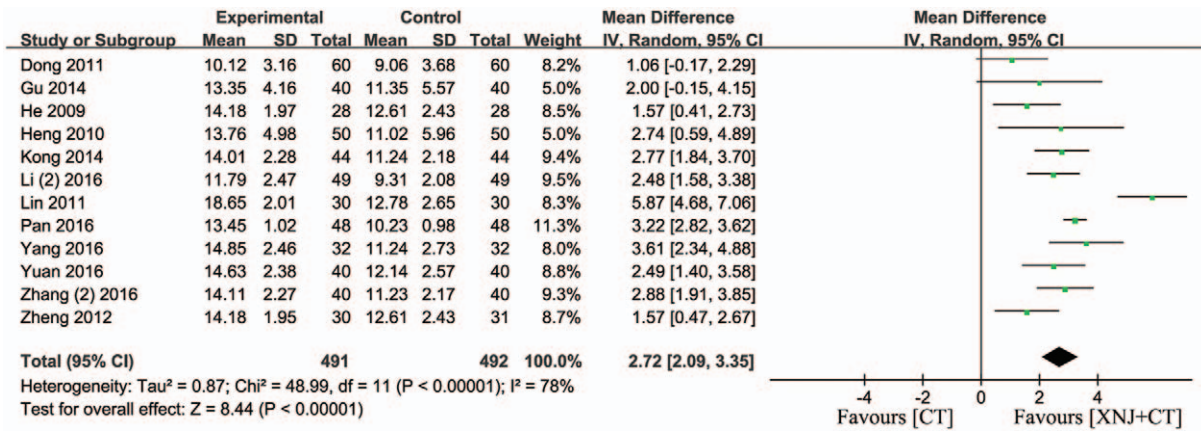 Experimental Control Mean Difference Mean Difference
Study or Subgroup Mean SD Total Mean SD Total Weight IV, Random, 95% CI IV, Random, 95% CI
Dong 2011 10.12 3.16 60 9.06 3.68 60 8.2% 1.06 [-0.17, 2.29]
Gu 2014 13.35 4.16 40 11.35 5.57 40 5.0% 2.00 [-0.15, 4.15]
He 2009 14.18 1.97 28 12.61 2.43 28 8.5% 1.57 [0.41, 2.73]
Heng 2010 13.76 4.98 50 11.02 5.96 50 5.0% 2.74 [0.59, 4.89]
Kong 2014 14.01 2.28 44 11.24 2.18 44 9.4% 2.77 [1.84, 3.70]
Li (2) 2016 11.79 2.47 49 9.31 2.08 49 9.5% 2.48 [1.58, 3.38]
Lin 2011 18.65 2.01 30 12.78 2.65 30 8.3% 5.87 [4.68, 7.06]
Pan 2016 13.45 1.02 48 10.23 0.98 48 11.3% 3.22 [2.82, 3.62]
Yang 2016 14.85 2.46 32 11.24 2.73 32 8.0% 3.61 [2.34, 4.88]
Yuan 2016 14.63 2.38 40 12.14 2.57 40 8.8% 2.49 [1.40, 3.58]
Zhang (2) 2016 14.11 2.27 40 11.23 2.17 40 9.3% 2.88 [1.91, 3.85]
Zheng 2012 14.18 1.95 30 12.61 2.43 31 8.7% 1.57 [0.47, 2.67]
Total (95% CI) 491 492 100.0% 2.72 [2.09, 3.35]
Heterogeneity: Tau² = 0.87; Chi² = 48.99, df = 11 (P < 0.00001); I² = 78%
Test for overall effect: Z = 8.44 (P < 0.00001)
-4 -2 0 2 4
Favours [CT] Favours [XNJ+CT]